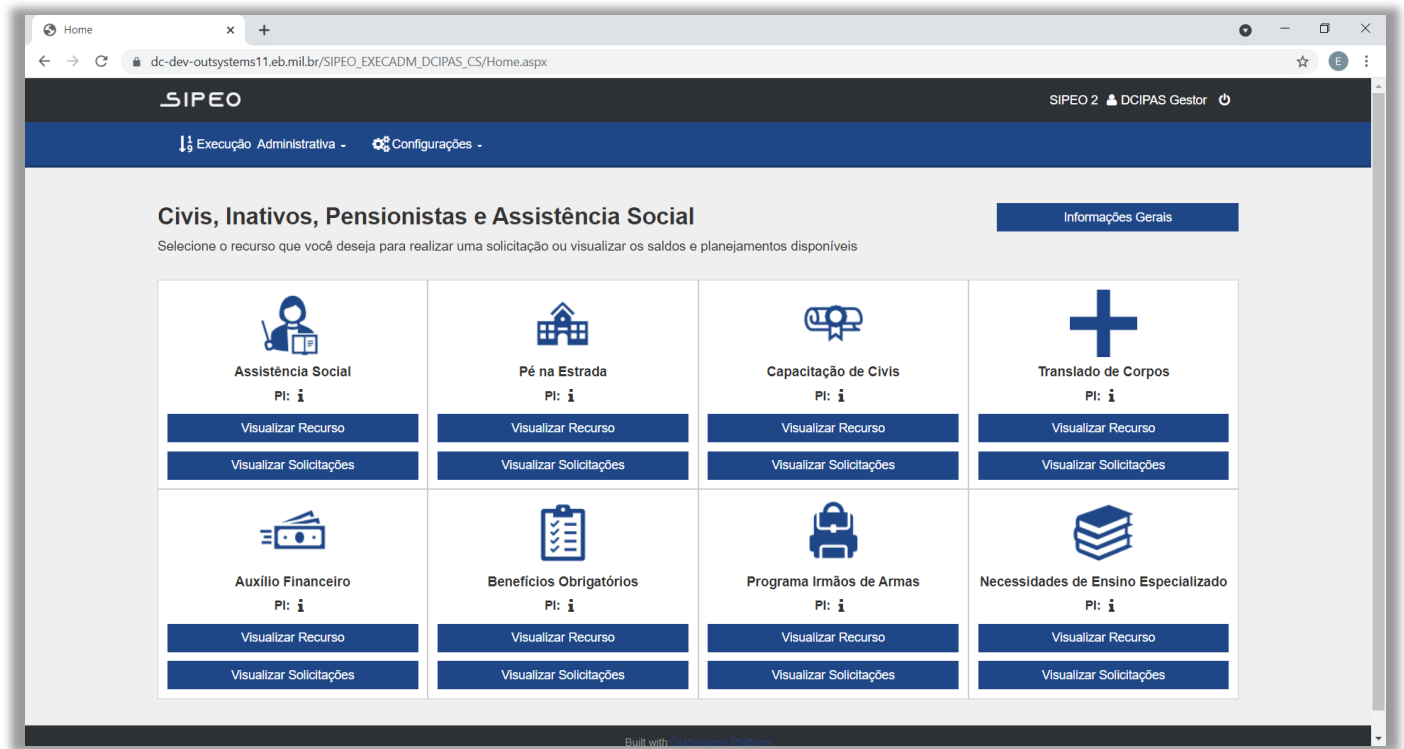 Home
dc-dev-outsystems11.eb.mil.br/SIPEO_EXECADM_DCIPAS_CS/Home.aspx
E
SIPEO
SIPEO 2 DCIPAS Gestor
Execução Administrativa
Configurações
Civis, Inativos, Pensionistas e Assistência Social
Informações Gerais
Selecione o recurso que você deseja para realizar uma solicitação ou visualizar os saldos e planejamentos disponíveis
Assistência Social
PI: i
Visualizar Recurso
Visualizar Solicitações
Pé na Estrada
PI: i
Visualizar Recurso
Visualizar Solicitações
Capacitação de Civis
PI: i
Visualizar Recurso
Visualizar Solicitações
Translado de Corpos
PI: i
Visualizar Recurso
Visualizar Solicitações
Auxílio Financeiro
PI: i
Visualizar Recurso
Visualizar Solicitações
Benefícios Obrigatórios
PI: i
Visualizar Recurso
Visualizar Solicitações
Programa Irmãos de Armas
PI: i
Visualizar Recurso
Visualizar Solicitações
Necessidades de Ensino Especializado
PI: i
Visualizar Recurso
Visualizar Solicitações
Built with OutSystems Platform